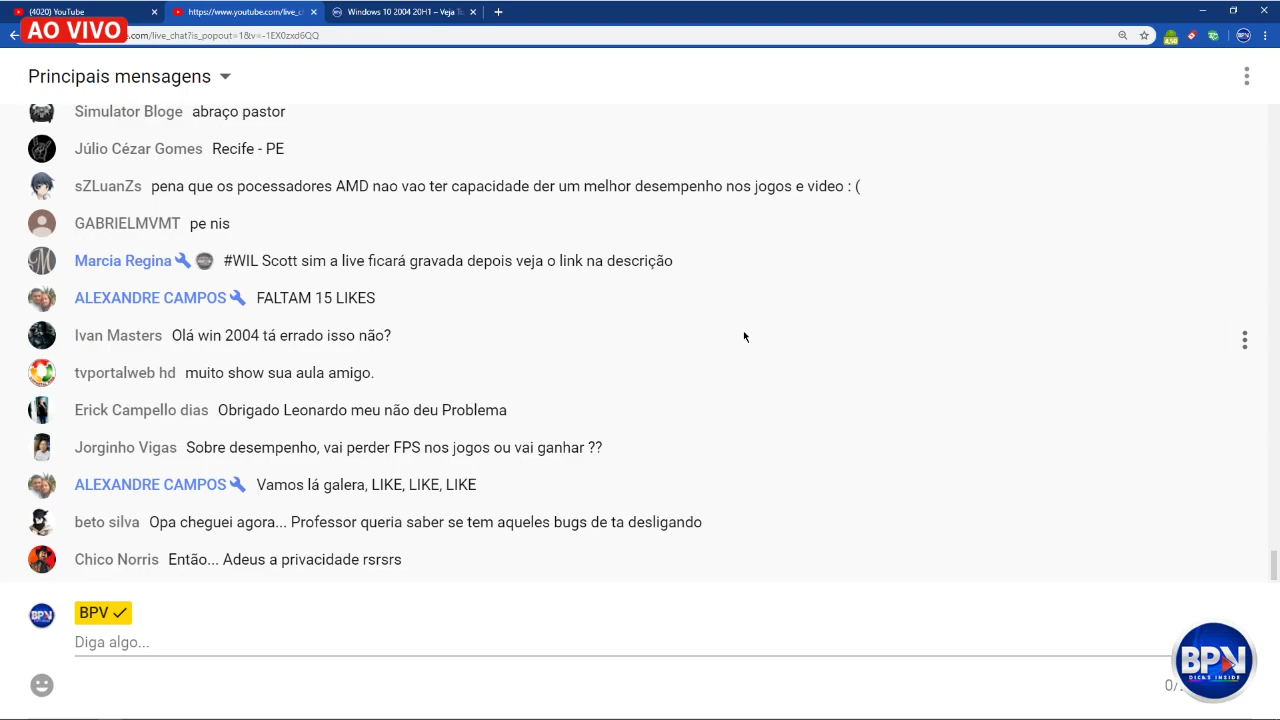 (4020) YouTube
https://www.youtube.com/live_c
Windows 10 2004 20H1 – Veja T
AO VIVO
.com/live_chat?is_popout=1&v=-1EX0zxd6QQ
BPV
Principais mensagens
Simulator Bloge abraço pastor
Júlio Cézar Gomes Recife - PE
sZLuanZs pena que os pocessadores AMD nao vao ter capacidade der um melhor desempenho nos jogos e video : (
GABRIELMVMT pe nis
Marcia Regina #WIL Scott sim a live ficará gravada depois veja o link na descrição
ALEXANDRE CAMPOS FALTAM 15 LIKES
Ivan Masters Olá win 2004 tá errado isso não?
tvportalweb hd muito show sua aula amigo.
Erick Campello dias Obrigado Leonardo meu não deu Problema
Jorginho Vigas Sobre desempenho, vai perder FPS nos jogos ou vai ganhar ??
ALEXANDRE CAMPOS Vamos lá galera, LIKE, LIKE, LIKE
beto silva Opa cheguei agora... Professor queria saber se tem aqueles bugs de ta desligando
Chico Norris Então... Adeus a privacidade rsrsrs
BPV
BPV
Diga algo...
0/
BPV
DICAS INSIDE